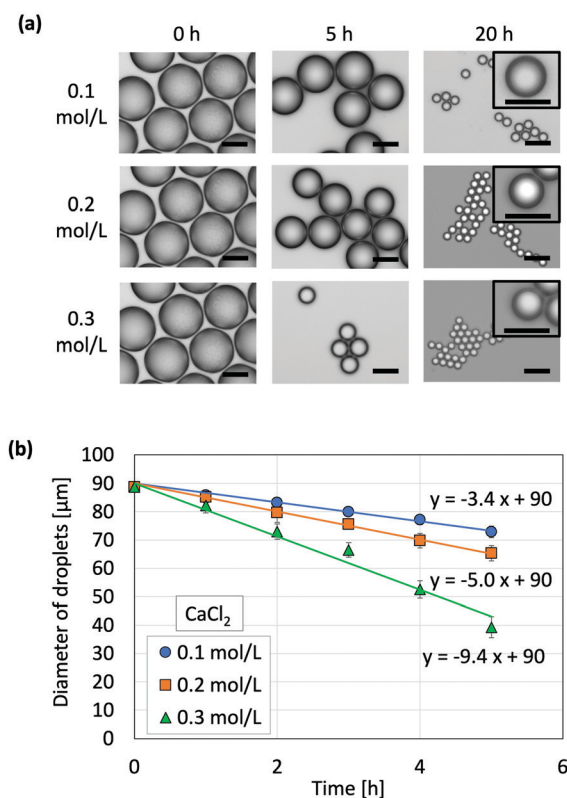 (a)
0 h 5 h 20 h
0.1
mol/L
0.2
mol/L
0.3
mol/L
(b)
Diameter of droplets [µm]
100
90
80
70
60
50
40
30
20
10
0
y = -3.4 x + 90
y = -5.0 x + 90
y = -9.4 x + 90
CaCl₂
0.1 mol/L
0.2 mol/L
0.3 mol/L
0 2 4 6
Time [h]